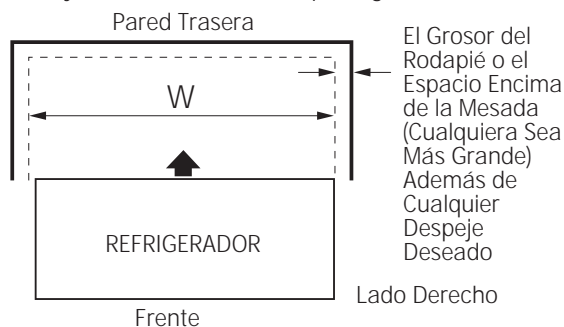 Pared Trasera
El Grosor del
Rodapié o el
Espacio Encima
de la Mesada
(Cualquiera Sea
Más Grande)
Además de
Cualquier
Despeje
Deseado
W
REFRIGERADOR
Lado Derecho
Frente